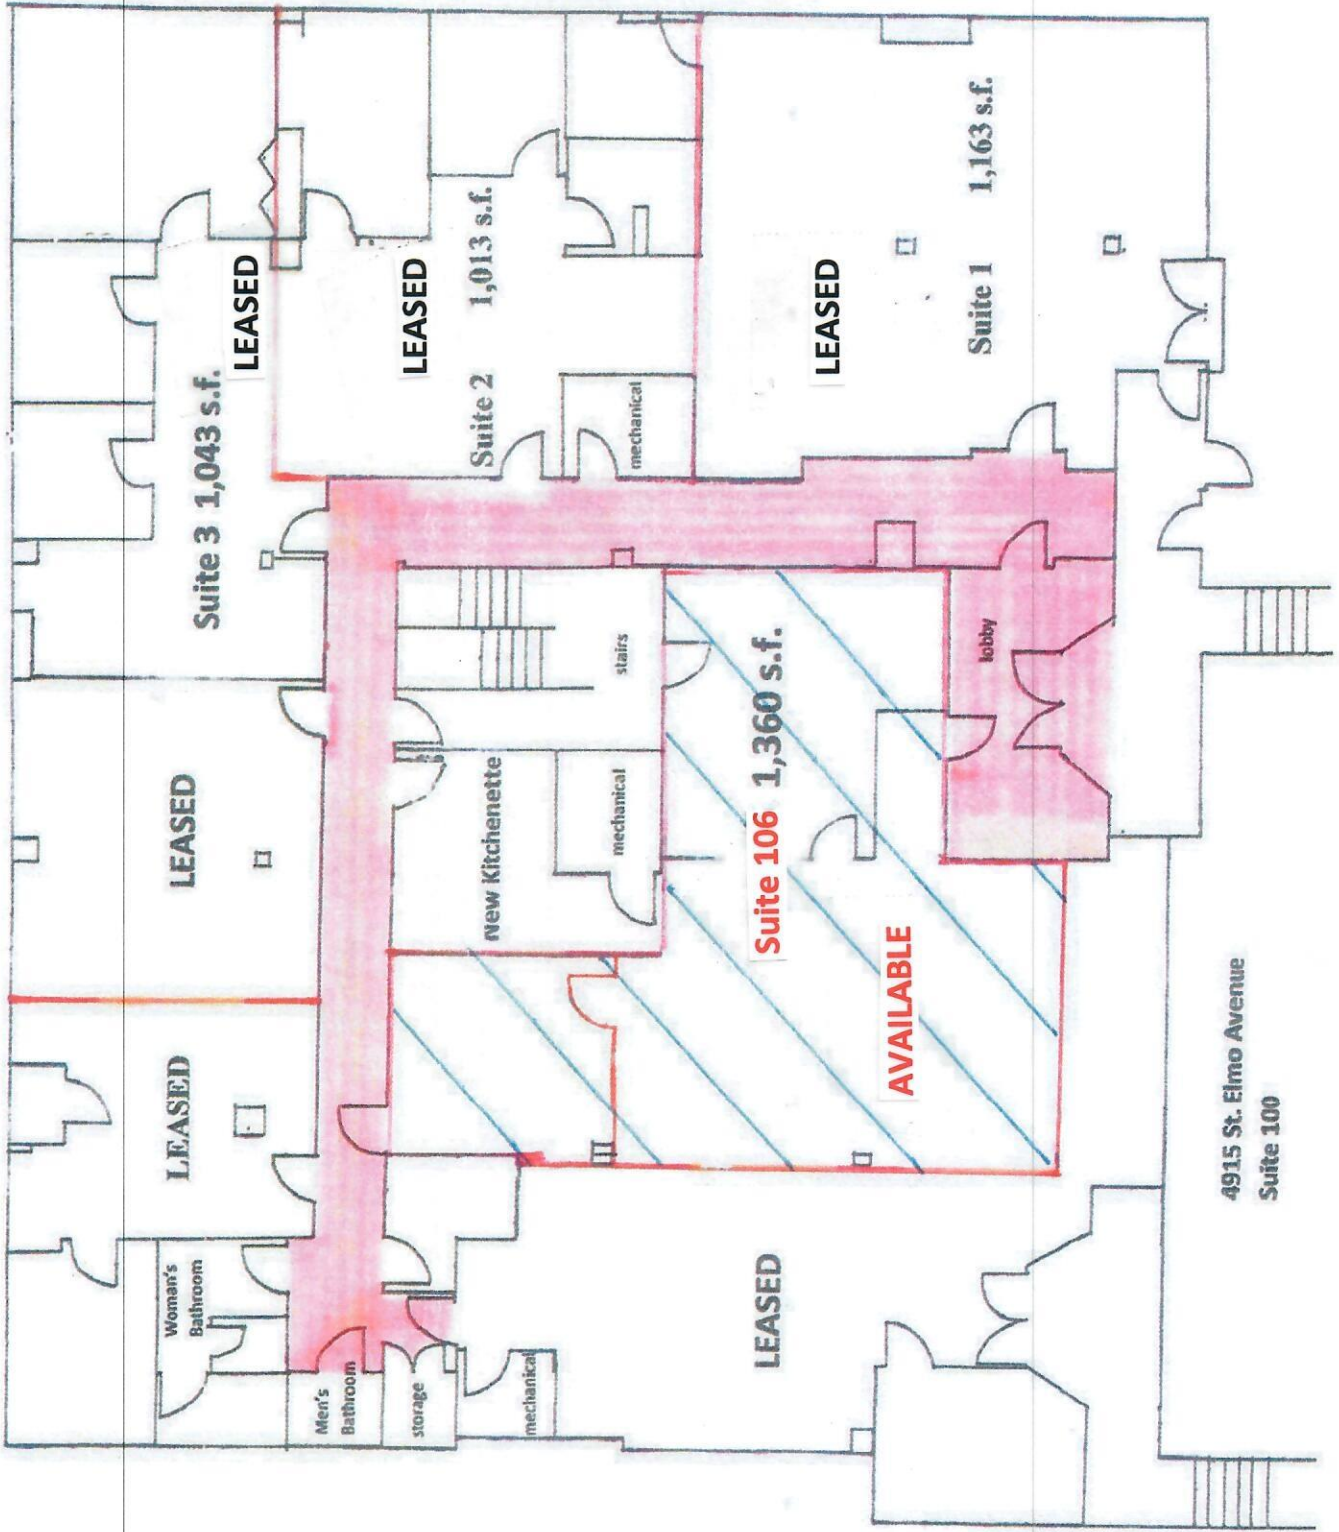 LEASED
Suite 3 1,043 s.f.
LEASED
Suite 2 1,013 s.f.
mechanical
LEASED
Suite 1 1,163 s.f.
LEASED
LEASED
stairs
New Kitchenette
mechanical
lobby
Suite 106 1,360 s.f.
AVAILABLE
Woman's
Bathroom
Men's
Bathroom
storage
mechanical
LEASED
4915 St. Elmo Avenue
Suite 100